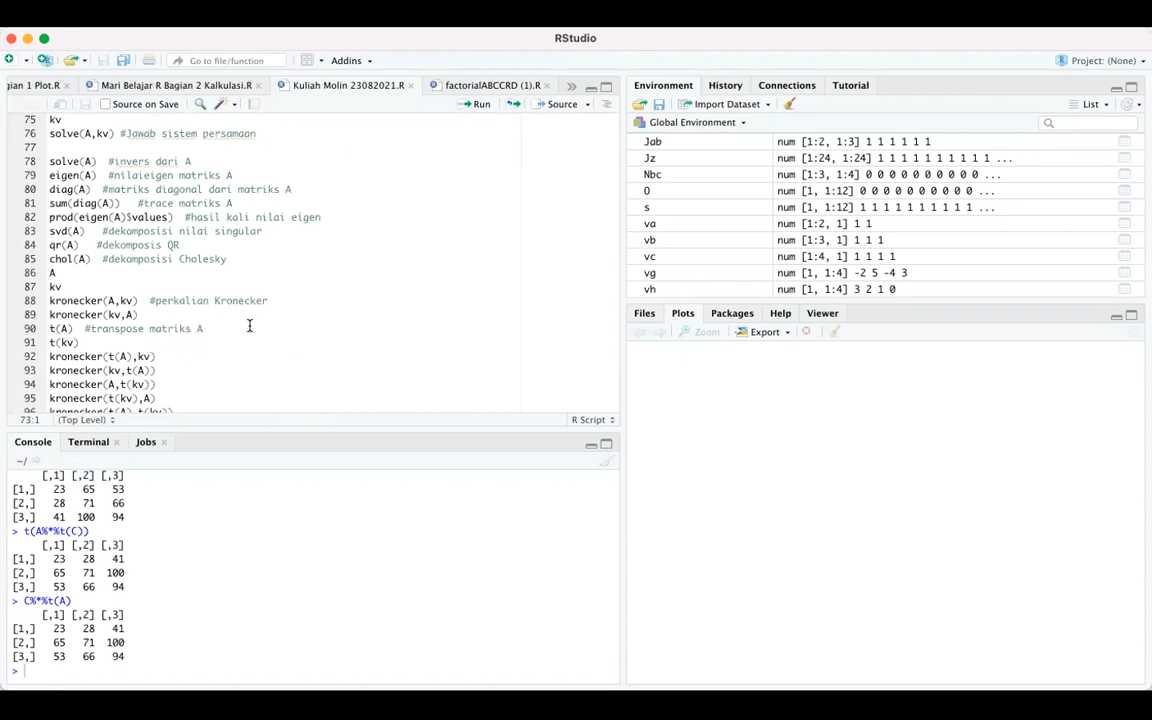 RStudio
Go to file/function
Addins
Project: (None)
gian 1 Plot.R
Mari Belajar R Bagian 2 Kalkulasi.R
Kuliah Molin 23082021.R
factorialABCCRD (1).R
Source on Save
Run
Source
75 kv
76 solve(A,kv) #Jawab sistem persamaan
77
78 solve(A)  #invers dari A
79 eigen(A)  #nilaieigen matriks A
80 diag(A)  #matriks diagonal dari matriks A
81 sum(diag(A))   #trace matriks A
82 prod(eigen(A)$values)  #hasil kali nilai eigen
83 svd(A)   #dekomposisi nilai singular
84 qr(A)   #dekomposis QR
85 chol(A)  #dekomposisi Cholesky
86 A
87 kv
88 kronecker(A,kv)  #perkalian Kronecker
89 kronecker(kv,A)
90 t(A)  #transpose matriks A
91 t(kv)
92 kronecker(t(A),kv)
93 kronecker(kv,t(A))
94 kronecker(A,t(kv))
95 kronecker(t(kv),A)
96 kronecker(t(A),t(kv))
73:1 (Top Level) R Script
Console Terminal Jobs
~/
[,1] [,2] [,3]
[1,] 23 65 53
[2,] 28 71 66
[3,] 41 100 94
> t(A%*%t(C))
[,1] [,2] [,3]
[1,] 23 28 41
[2,] 65 71 100
[3,] 53 66 94
> C%*%t(A)
[,1] [,2] [,3]
[1,] 23 28 41
[2,] 65 71 100
[3,] 53 66 94
>
Environment History Connections Tutorial
Import Dataset
List
Global Environment
Jab num [1:2, 1:3] 1 1 1 1 1 1
Jz num [1:24, 1:24] 1 1 1 1 1 1 1 1 1 1 ...
Nbc num [1:3, 1:4] 0 0 0 0 0 0 0 0 0 0 ...
O num [1, 1:12] 0 0 0 0 0 0 0 0 0 0 ...
s num [1, 1:12] 1 1 1 1 1 1 1 1 1 1 ...
va num [1:2, 1] 1 1
vb num [1:3, 1] 1 1 1
vc num [1:4, 1] 1 1 1 1
vg num [1, 1:4] -2 5 -4 3
vh num [1, 1:4] 3 2 1 0
Files Plots Packages Help Viewer
Zoom
Export